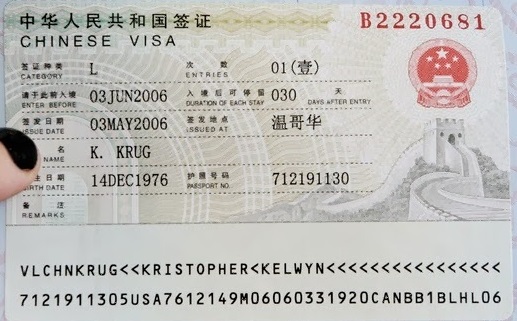 中华人民共和国签证 B2220681
CHINESE VISA
签证种类 CATEGORY L 次数 ENTRIES 01(壹)
请于此前入境 ENTER BEFORE 03JUN2006 入境后可停留 DURATION OF EACH STAY 030 天 DAYS AFTER ENTRY
签发日期 ISSUE DATE 03MAY2006 签发地点 ISSUED AT 温哥华
名 NAME K. KRUG
生日期 BIRTH DATE 14DEC1976 护照号码 PASSPORT NO. 712191130
备注 REMARKS
VLCHNKRUG<<KRISTOPHER<KELWYN<<<<<<<<<<<<<<<<
7121911305USA7612149M0606033192OCANBB1BLHL06